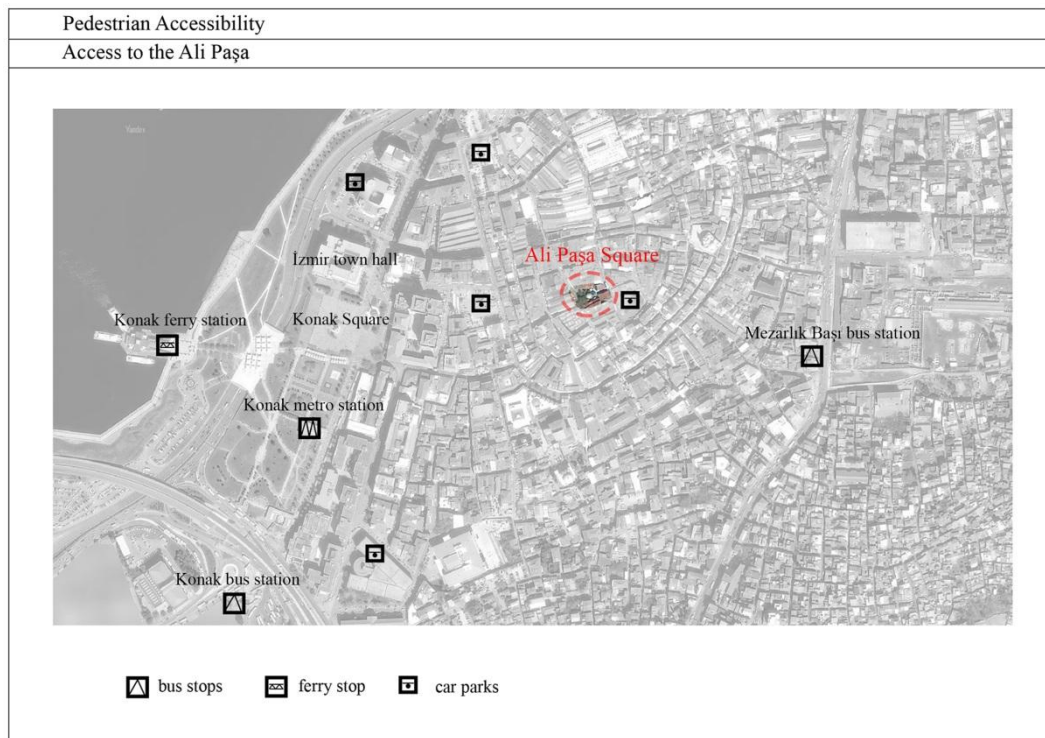 Pedestrian Accessibility
Access to the Ali Paşa
Yandex
Ali Paşa Square
İzmir town hall
Konak ferry station
Konak Square
Mezarlık Başı bus station
Konak metro station
Konak bus station
bus stops
ferry stop
car parks